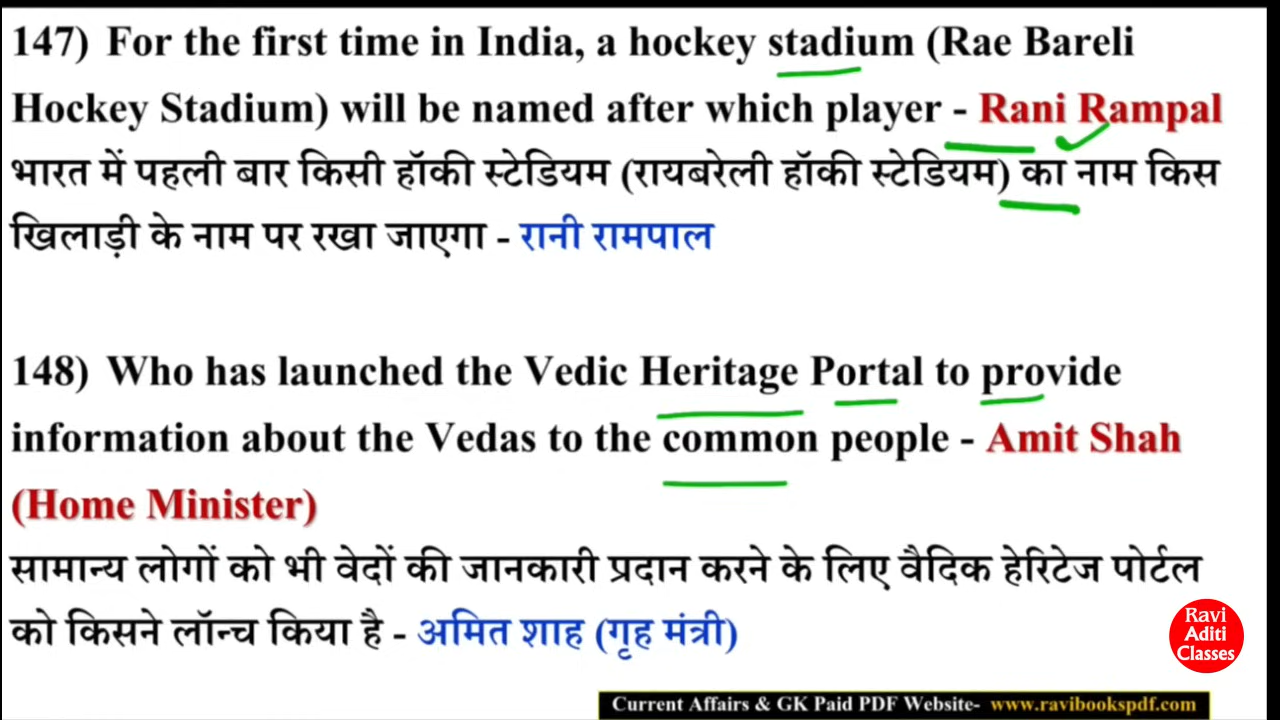 147) For the first time in India, a hockey stadium (Rae Bareli
Hockey Stadium) will be named after which player - Rani Rampal
भारत में पहली बार किसी हॉकी स्टेडियम (रायबरेली हॉकी स्टेडियम) का नाम किस
खिलाड़ी के नाम पर रखा जाएगा - रानी रामपाल
148) Who has launched the Vedic Heritage Portal to provide
information about the Vedas to the common people - Amit Shah
(Home Minister)
सामान्य लोगों को भी वेदों की जानकारी प्रदान करने के लिए वैदिक हेरिटेज पोर्टल
को किसने लॉन्च किया है - अमित शाह (गृह मंत्री)
Ravi
Aditi
Classes
Current Affairs & GK Paid PDF Website- www.ravibookspdf.com